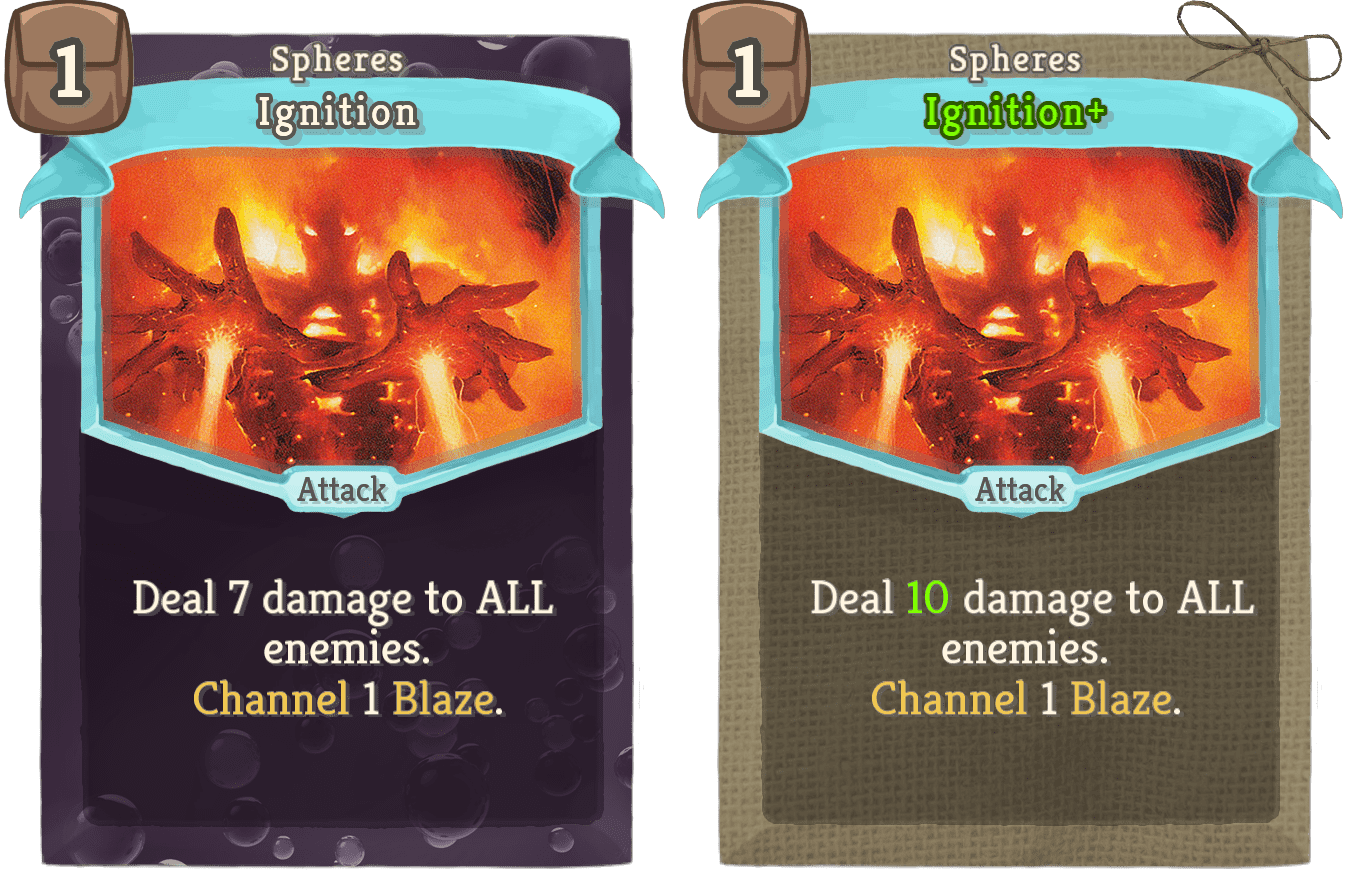 1
Spheres
Ignition
Attack
Deal 7 damage to ALL
enemies.
Channel 1 Blaze.
1
Spheres
Ignition+
Attack
Deal 10 damage to ALL
enemies.
Channel 1 Blaze.